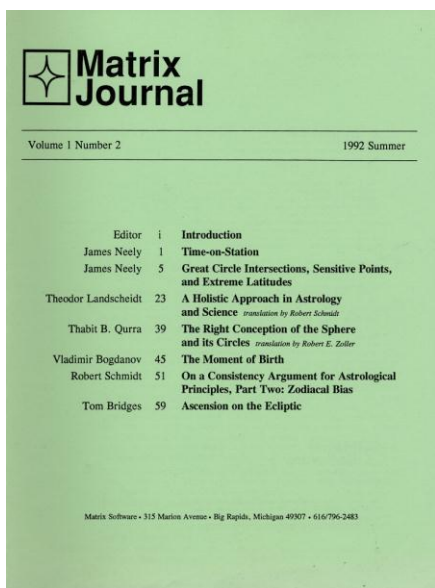 Matrix
Journal
Volume 1 Number 2 1992 Summer
Editor i Introduction
James Neely 1 Time-on-Station
James Neely 5 Great Circle Intersections, Sensitive Points,
and Extreme Latitudes
Theodor Landscheidt 23 A Holistic Approach in Astrology
and Science translation by Robert Schmidt
Thabit B. Qurra 39 The Right Conception of the Sphere
and its Circles translation by Robert E. Zoller
Vladimir Bogdanov 45 The Moment of Birth
Robert Schmidt 51 On a Consistency Argument for Astrological
Principles, Part Two: Zodiacal Bias
Tom Bridges 59 Ascension on the Ecliptic
Matrix Software • 315 Marion Avenue • Big Rapids, Michigan 49307 • 616/796-2483